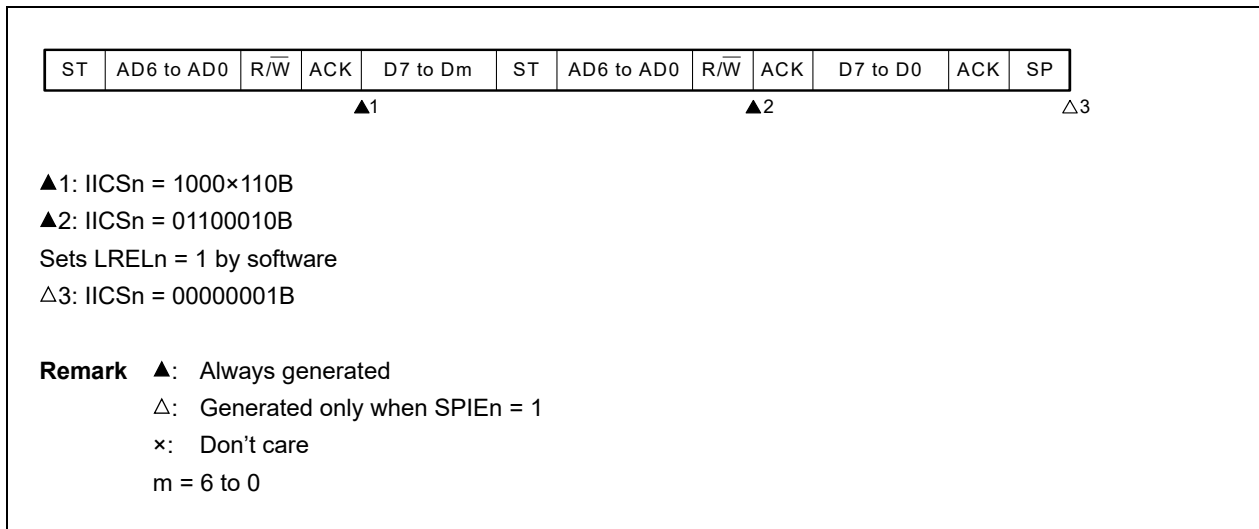 ST AD6 to AD0 R/W̅ ACK D7 to Dm ST AD6 to AD0 R/W̅ ACK D7 to D0 ACK SP
▲1 ▲2 △3
▲1: IICSn = 1000×110B
▲2: IICSn = 01100010B
Sets LRELn = 1 by software
△3: IICSn = 00000001B
Remark ▲: Always generated
△: Generated only when SPIEn = 1
×: Don’t care
m = 6 to 0